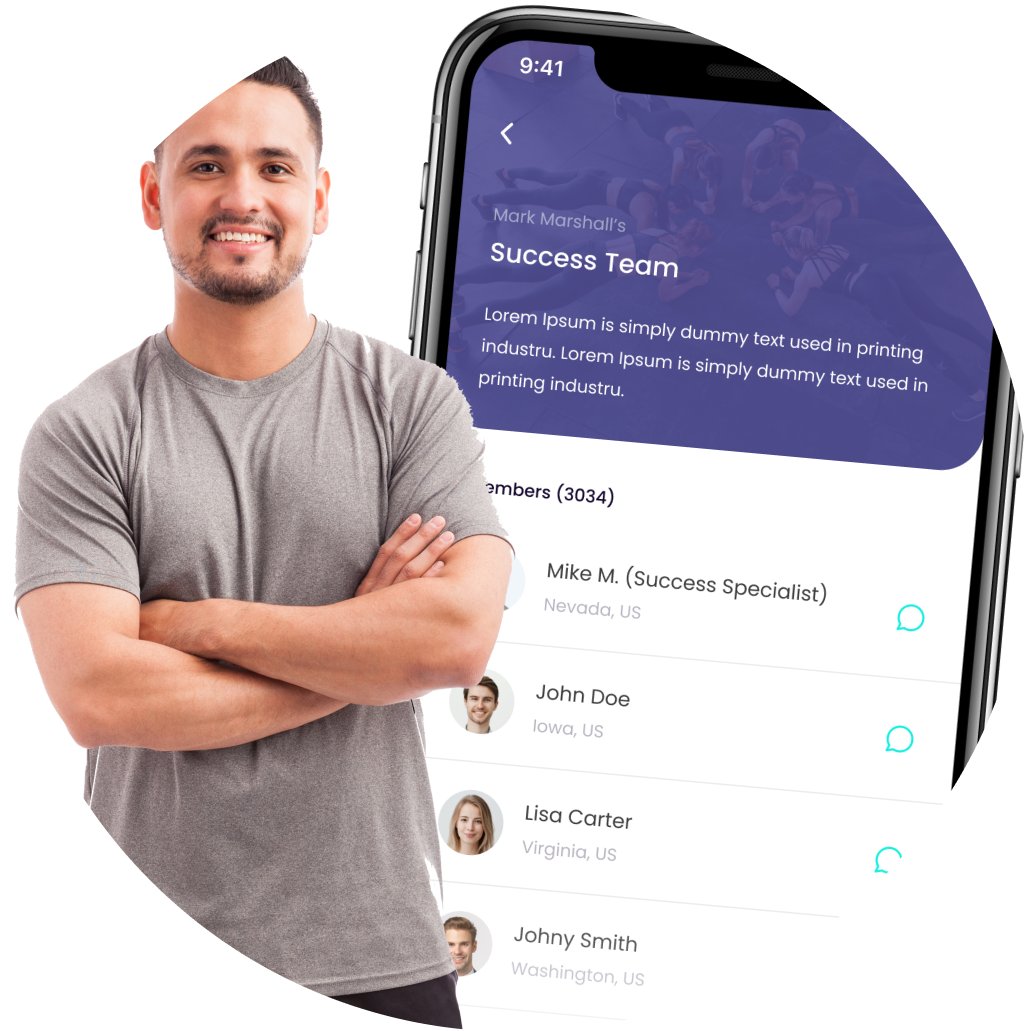 9:41
Mark Marshall's
Success Team
Lorem Ipsum is simply dummy text used in printing
industru. Lorem Ipsum is simply dummy text used in
printing industru.
embers (3034)
Mike M. (Success Specialist)
Nevada, US
John Doe
Iowa, US
Lisa Carter
Virginia, US
Johny Smith
Washington, US